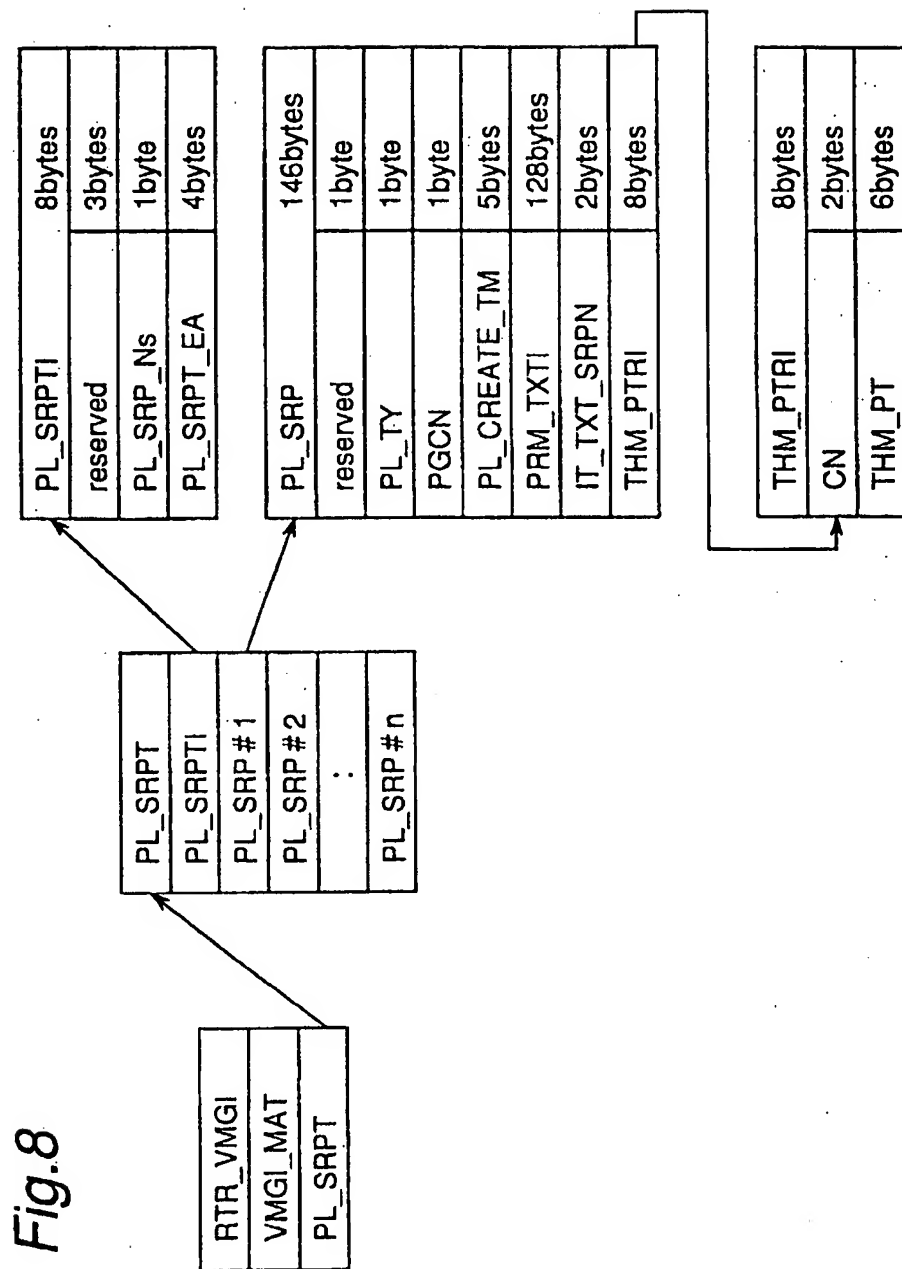 Fig.8
RTR_VMGI
VMGI_MAT
PL_SRPT
PL_SRPT
PL_SRPTI
PL_SRP#1
PL_SRP#2
:
PL_SRP#n
PL_SRPTI 8bytes
reserved 3bytes
PL_SRP_Ns 1byte
PL_SRPT_EA 4bytes
PL_SRP 146bytes
reserved 1byte
PL_TY 1byte
PGCN 1byte
PL_CREATE_TM 5bytes
PRM_TXTI 128bytes
IT_TXT_SRPN 2bytes
THM_PTRI 8bytes
THM_PTRI 8bytes
CN 2bytes
THM_PT 6bytes